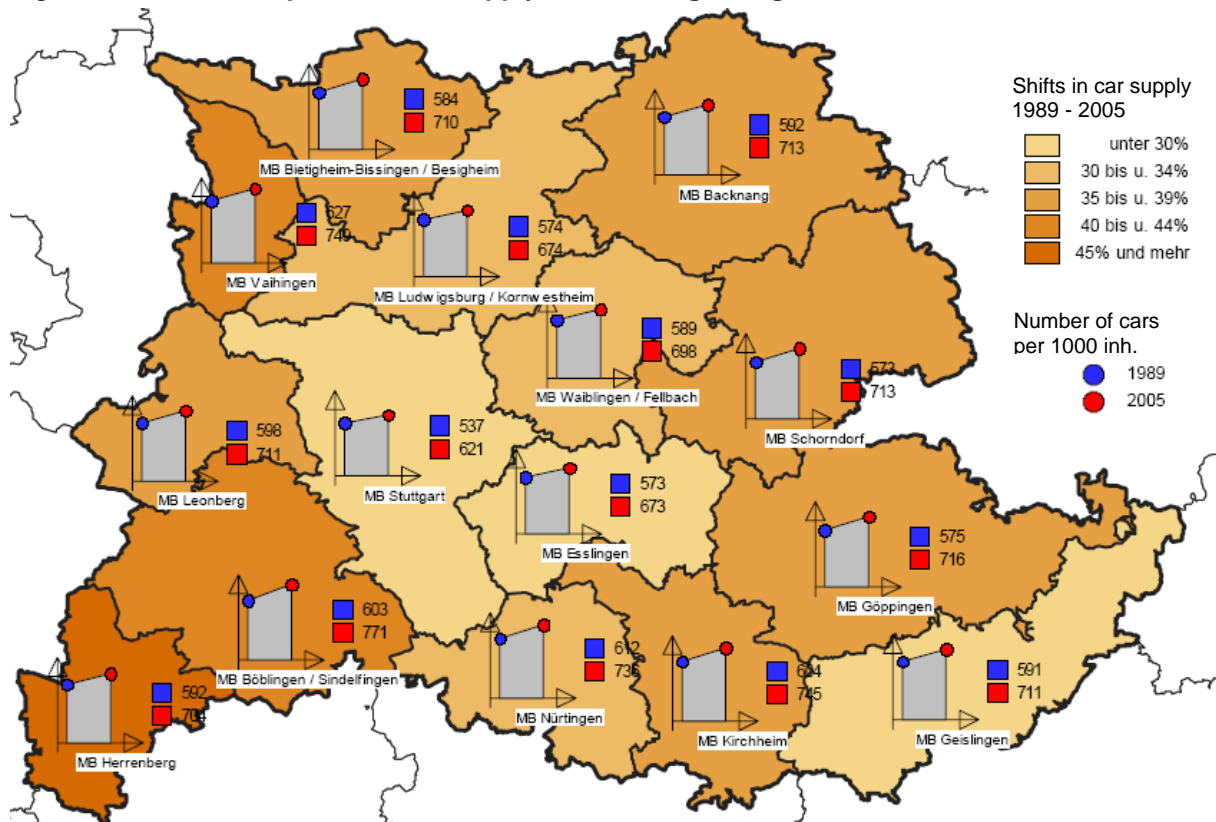 Shifts in car supply
1989 - 2005
unter 30%
30 bis u. 34%
35 bis u. 39%
40 bis u. 44%
45% und mehr
Number of cars
per 1000 inh.
1989
2005
584
710
MB Bietigheim-Bissingen / Besigheim
592
713
MB Backnang
627
749
MB Vaihingen
574
674
MB Ludwigsburg / Kornwestheim
589
698
MB Waiblingen / Fellbach
573
713
MB Schorndorf
598
711
MB Leonberg
537
621
MB Stuttgart
573
673
MB Esslingen
575
716
MB Göppingen
603
771
MB Böblingen / Sindelfingen
592
704
MB Herrenberg
612
MB Nürtingen
745
MB Kirchheim
591
711
MB Geislingen